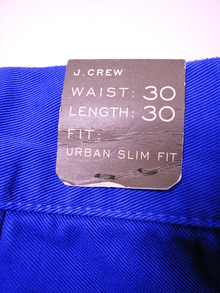 J.CREW
WAIST: 30
LENGTH: 30
FIT:
URBAN SLIM FIT